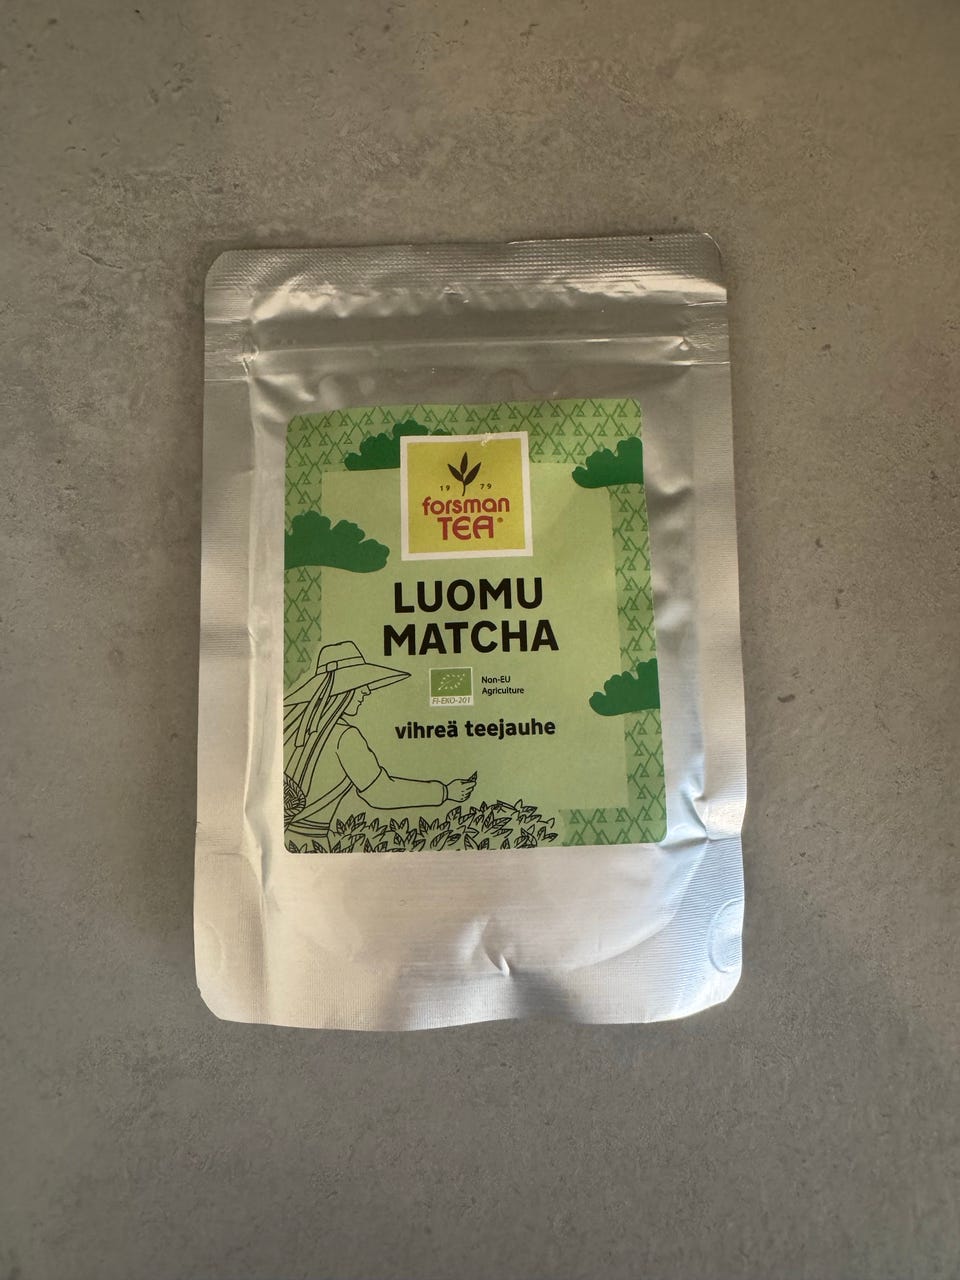 19 79
forsman
TEA®
LUOMU
MATCHA
Non-EU
Agriculture
FI-EKO-201
vihreä teejauhe